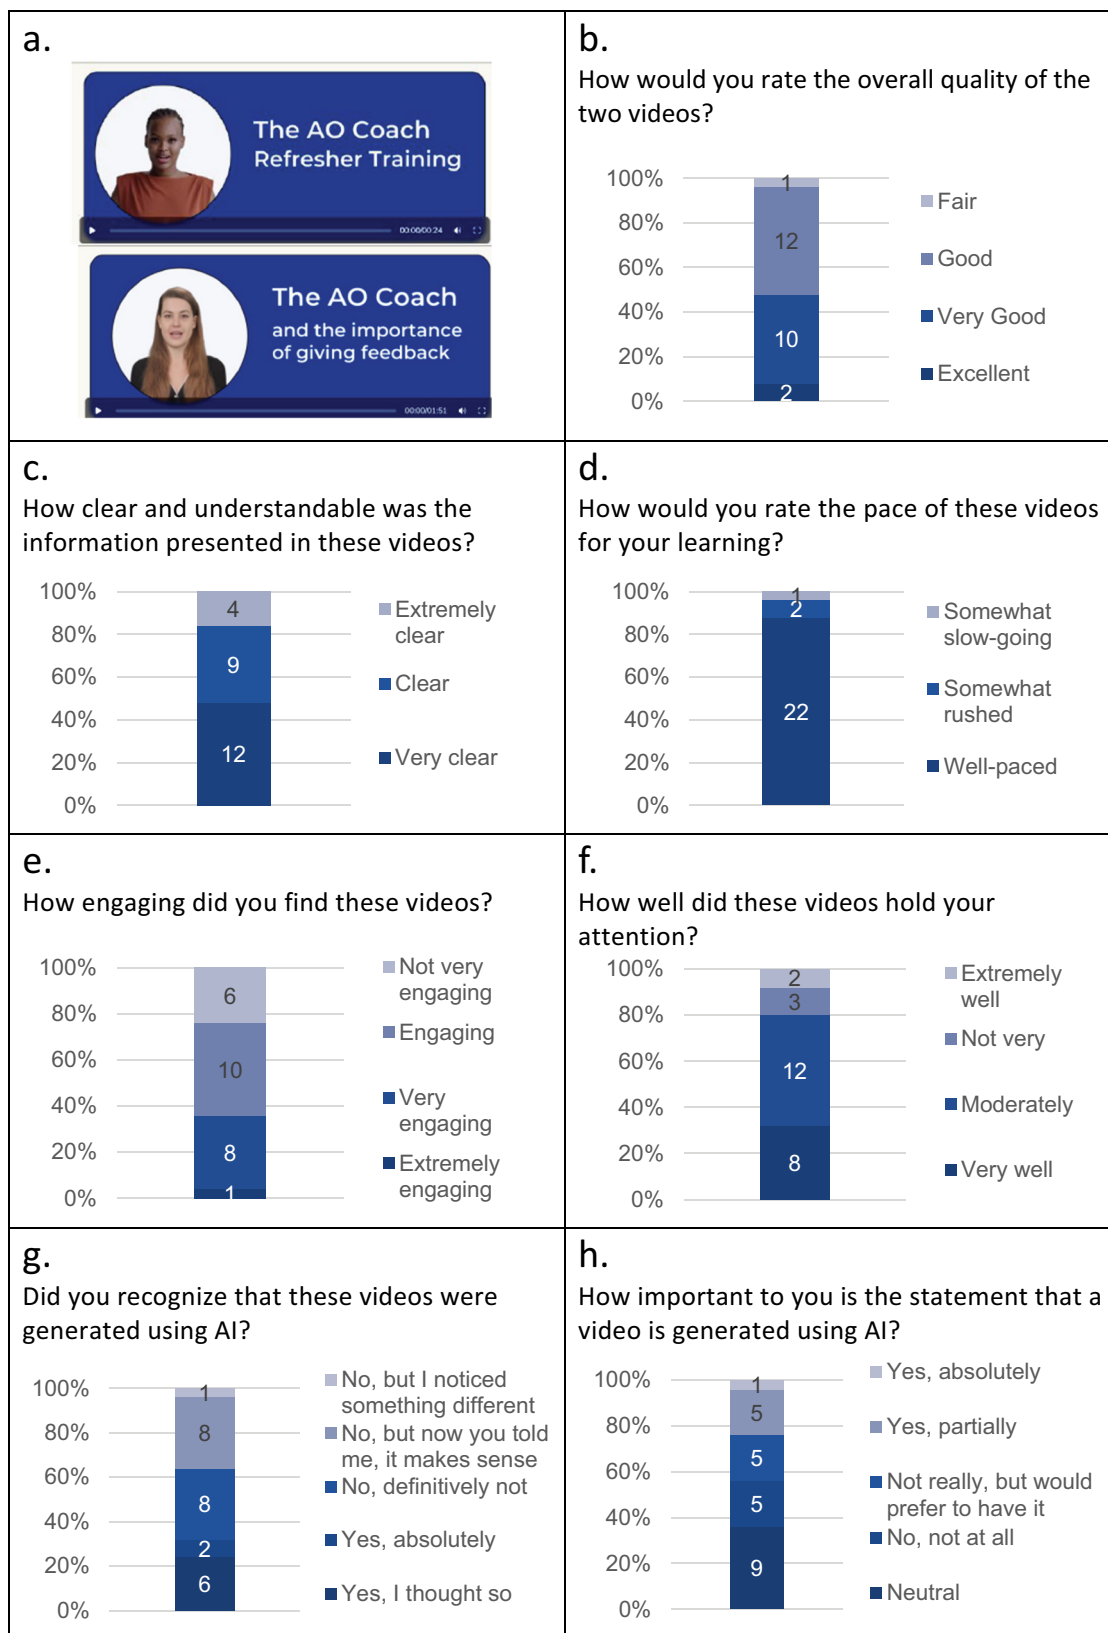 a.
The AO Coach
Refresher Training
00:00/00:24
The AO Coach
and the importance
of giving feedback
00:00/01:51
b.
How would you rate the overall quality of the
two videos?
100%
80%
60%
40%
20%
0%
1
12
10
2
Fair
Good
Very Good
Excellent
c.
How clear and understandable was the
information presented in these videos?
100%
80%
60%
40%
20%
0%
4
9
12
Extremely
clear
Clear
Very clear
d.
How would you rate the pace of these videos
for your learning?
100%
80%
60%
40%
20%
0%
1
2
22
Somewhat
slow-going
Somewhat
rushed
Well-paced
e.
How engaging did you find these videos?
100%
80%
60%
40%
20%
0%
6
10
8
1
Not very
engaging
Engaging
Very
engaging
Extremely
engaging
f.
How well did these videos hold your
attention?
100%
80%
60%
40%
20%
0%
2
3
12
8
Extremely
well
Not very
Moderately
Very well
g.
Did you recognize that these videos were
generated using AI?
100%
80%
60%
40%
20%
0%
1
8
8
2
6
No, but I noticed
something different
No, but now you told
me, it makes sense
No, definitively not
Yes, absolutely
Yes, I thought so
h.
How important to you is the statement that a
video is generated using AI?
100%
80%
60%
40%
20%
0%
1
5
5
5
9
Yes, absolutely
Yes, partially
Not really, but would
prefer to have it
No, not at all
Neutral